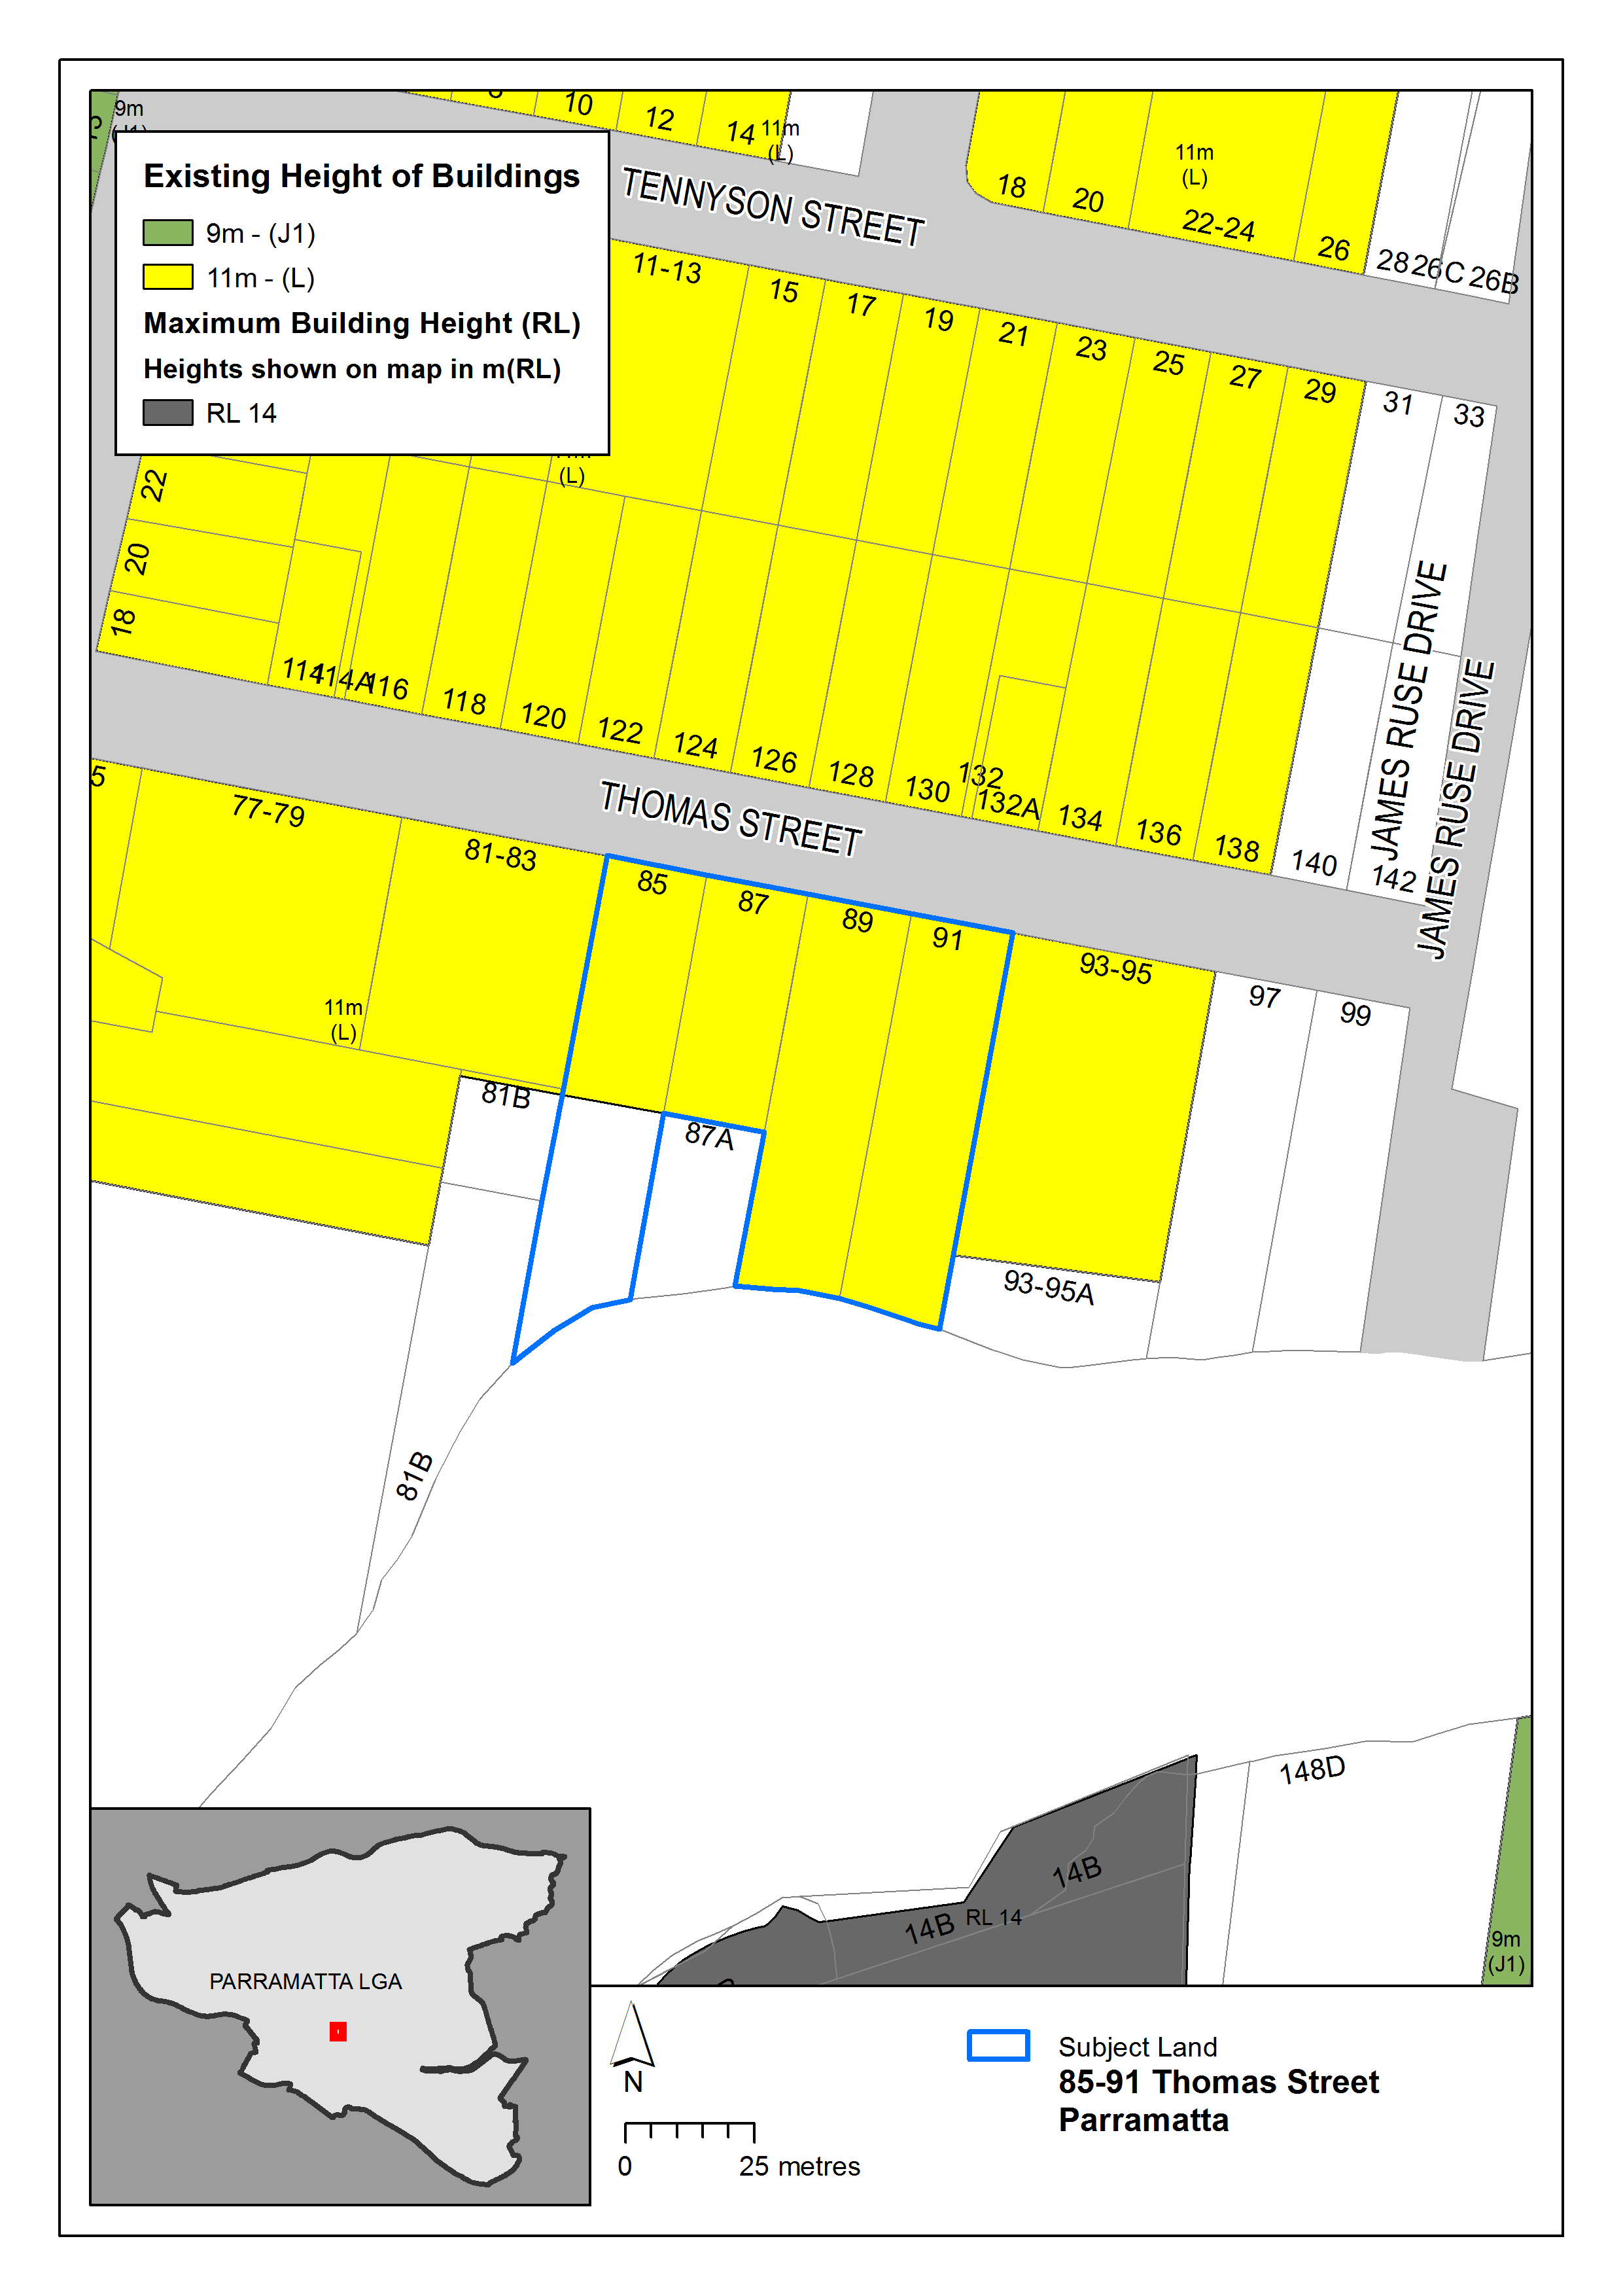 9m
10
12
14
11m
(L)
18
20
11m
(L)
22-24
26
28
26C
26B
TENNYSON STREET
Existing Height of Buildings
9m - (J1)
11m - (L)
Maximum Building Height (RL)
Heights shown on map in m(RL)
RL 14
11-13
15
17
19
21
23
25
27
29
31
33
(L)
22
20
18
114
114A
116
118
120
122
124
126
128
130
132
132A
134
136
138
140
142
JAMES RUSE DRIVE
JAMES RUSE DRIVE
THOMAS STREET
5
77-79
81-83
85
87
89
91
93-95
97
99
11m
(L)
81B
87A
93-95A
81B
148D
14B
14B
RL 14
9m
(J1)
PARRAMATTA LGA
N
0
25 metres
Subject Land
85-91 Thomas Street
Parramatta